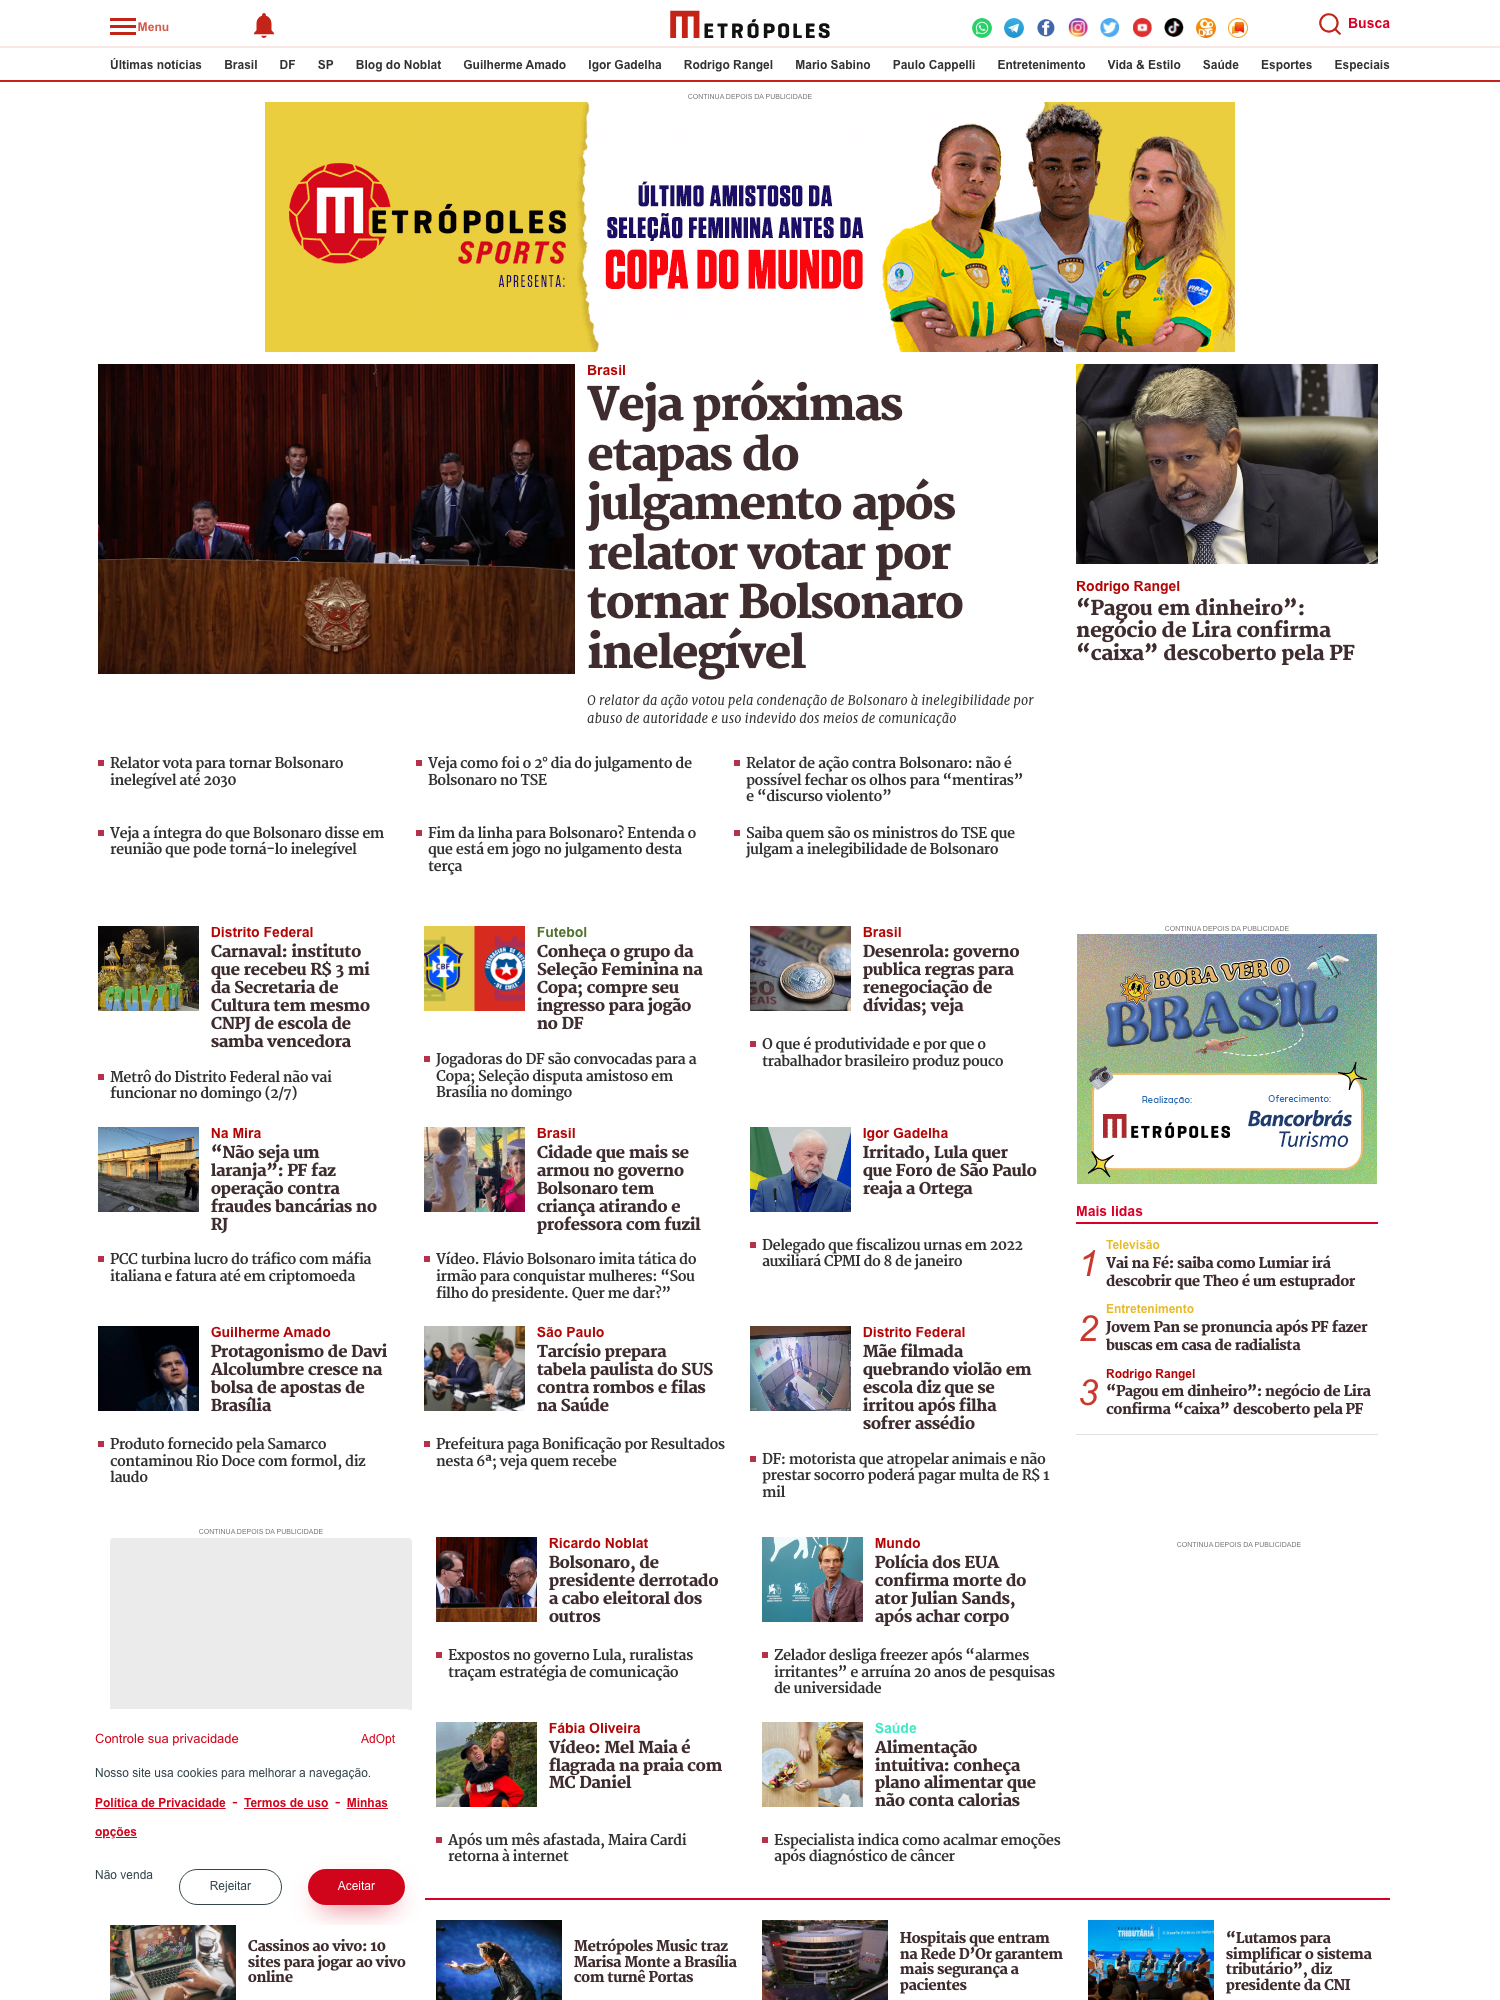 Menu
METRÓPOLES
Busca
Últimas notícias Brasil DF SP Blog do Noblat Guilherme Amado Igor Gadelha Rodrigo Rangel Mario Sabino Paulo Cappelli Entretenimento Vida & Estilo Saúde Esportes Especiais
CONTINUA DEPOIS DA PUBLICIDADE
METRÓPOLES
SPORTS
APRESENTA:
ÚLTIMO AMISTOSO DA
SELEÇÃO FEMININA ANTES DA
COPA DO MUNDO
Brasil
Veja próximas
etapas do
julgamento após
relator votar por
tornar Bolsonaro
inelegível
O relator da ação votou pela condenação de Bolsonaro à inelegibilidade por
abuso de autoridade e uso indevido dos meios de comunicação
Rodrigo Rangel
“Pagou em dinheiro”:
negócio de Lira confirma
“caixa” descoberto pela PF
Relator vota para tornar Bolsonaro
inelegível até 2030
Veja como foi o 2° dia do julgamento de
Bolsonaro no TSE
Relator de ação contra Bolsonaro: não é
possível fechar os olhos para “mentiras”
e “discurso violento”
Veja a íntegra do que Bolsonaro disse em
reunião que pode torná-lo inelegível
Fim da linha para Bolsonaro? Entenda o
que está em jogo no julgamento desta
terça
Saiba quem são os ministros do TSE que
julgam a inelegibilidade de Bolsonaro
Distrito Federal
Carnaval: instituto
que recebeu R$ 3 mi
da Secretaria de
Cultura tem mesmo
CNPJ de escola de
samba vencedora
Metrô do Distrito Federal não vai
funcionar no domingo (2/7)
CBF
Futebol
Conheça o grupo da
Seleção Feminina na
Copa; compre seu
ingresso para jogão
no DF
Jogadoras do DF são convocadas para a
Copa; Seleção disputa amistoso em
Brasília no domingo
Brasil
Desenrola: governo
publica regras para
renegociação de
dívidas; veja
O que é produtividade e por que o
trabalhador brasileiro produz pouco
CONTINUA DEPOIS DA PUBLICIDADE
BORA VER O
BRASIL
Realização:
METRÓPOLES
Oferecimento:
Bancorbrás
Turismo
Na Mira
“Não seja um
laranja”: PF faz
operação contra
fraudes bancárias no
RJ
PCC turbina lucro do tráfico com máfia
italiana e fatura até em criptomoeda
Brasil
Cidade que mais se
armou no governo
Bolsonaro tem
criança atirando e
professora com fuzil
Vídeo. Flávio Bolsonaro imita tática do
irmão para conquistar mulheres: “Sou
filho do presidente. Quer me dar?”
Igor Gadelha
Irritado, Lula quer
que Foro de São Paulo
reaja a Ortega
Delegado que fiscalizou urnas em 2022
auxiliará CPMI do 8 de janeiro
Mais lidas
1
Televisão
Vai na Fé: saiba como Lumiar irá
descobrir que Theo é um estuprador
2
Entretenimento
Jovem Pan se pronuncia após PF fazer
buscas em casa de radialista
3
Rodrigo Rangel
“Pagou em dinheiro”: negócio de Lira
confirma “caixa” descoberto pela PF
Guilherme Amado
Protagonismo de Davi
Alcolumbre cresce na
bolsa de apostas de
Brasília
Produto fornecido pela Samarco
contaminou Rio Doce com formol, diz
laudo
São Paulo
Tarcísio prepara
tabela paulista do SUS
contra rombos e filas
na Saúde
Prefeitura paga Bonificação por Resultados
nesta 6ª; veja quem recebe
Distrito Federal
Mãe filmada
quebrando violão em
escola diz que se
irritou após filha
sofrer assédio
DF: motorista que atropelar animais e não
prestar socorro poderá pagar multa de R$ 1
mil
CONTINUA DEPOIS DA PUBLICIDADE
Ricardo Noblat
Bolsonaro, de
presidente derrotado
a cabo eleitoral dos
outros
Expostos no governo Lula, ruralistas
traçam estratégia de comunicação
Mundo
Polícia dos EUA
confirma morte do
ator Julian Sands,
após achar corpo
Zelador desliga freezer após “alarmes
irritantes” e arruína 20 anos de pesquisas
de universidade
CONTINUA DEPOIS DA PUBLICIDADE
Controle sua privacidade
AdOpt
Nosso site usa cookies para melhorar a navegação.
Política de Privacidade - Termos de uso - Minhas
opções
Não venda
Rejeitar
Aceitar
Fábia Oliveira
Vídeo: Mel Maia é
flagrada na praia com
MC Daniel
Após um mês afastada, Maira Cardi
retorna à internet
Saúde
Alimentação
intuitiva: conheça
plano alimentar que
não conta calorias
Especialista indica como acalmar emoções
após diagnóstico de câncer
Cassinos ao vivo: 10
sites para jogar ao vivo
online
Metrópoles Music traz
Marisa Monte a Brasília
com turnê Portas
Hospitais que entram
na Rede D’Or garantem
mais segurança a
pacientes
TRIBUTÁRIA
“Lutamos para
simplificar o sistema
tributário”, diz
presidente da CNI